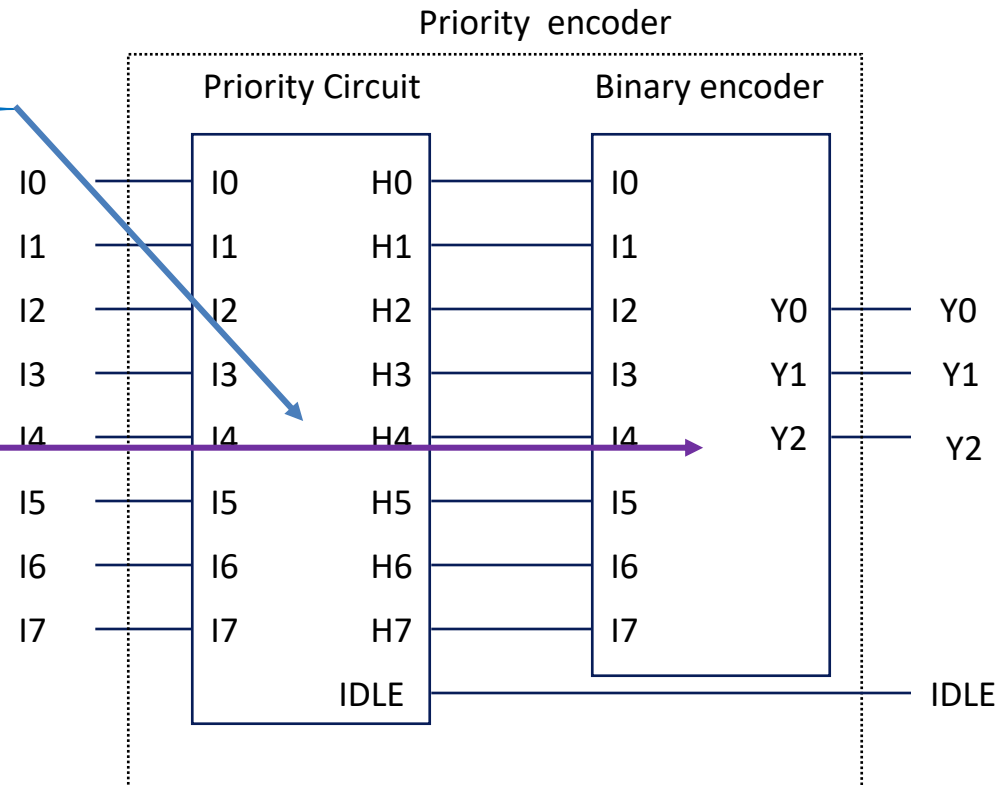 Priority encoder
Priority Circuit Binary encoder
I0 I0 H0 I0
I1 I1 H1 I1
I2 I2 H2 I2 Y0 Y0
I3 I3 H3 I3 Y1 Y1
I4 I4 H4 I4 Y2 Y2
I5 I5 H5 I5
I6 I6 H6 I6
I7 I7 H7 I7
IDLE IDLE